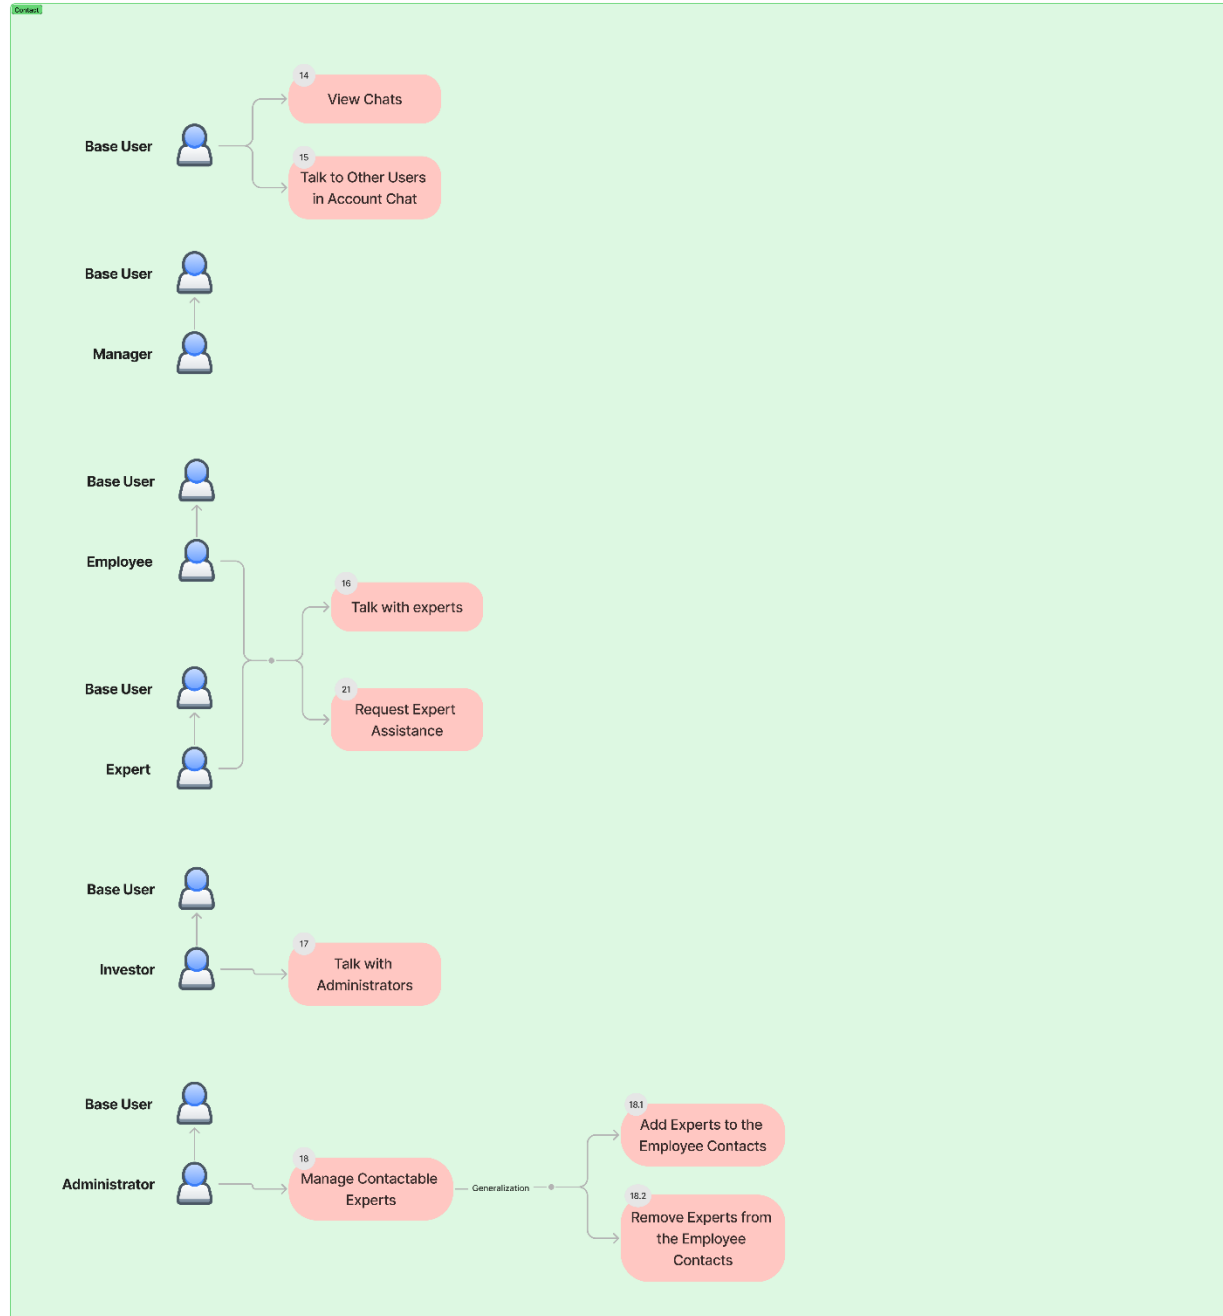 Contact
14
View Chats
Base User
15
Talk to Other Users
in Account Chat
Base User
Manager
Base User
Employee
16
Talk with experts
Base User
21
Request Expert
Assistance
Expert
Base User
17
Talk with
Administrators
Investor
Base User
18.1
Add Experts to the
Employee Contacts
18
Manage Contactable
Experts
Administrator
Generalization
18.2
Remove Experts from
the Employee
Contacts